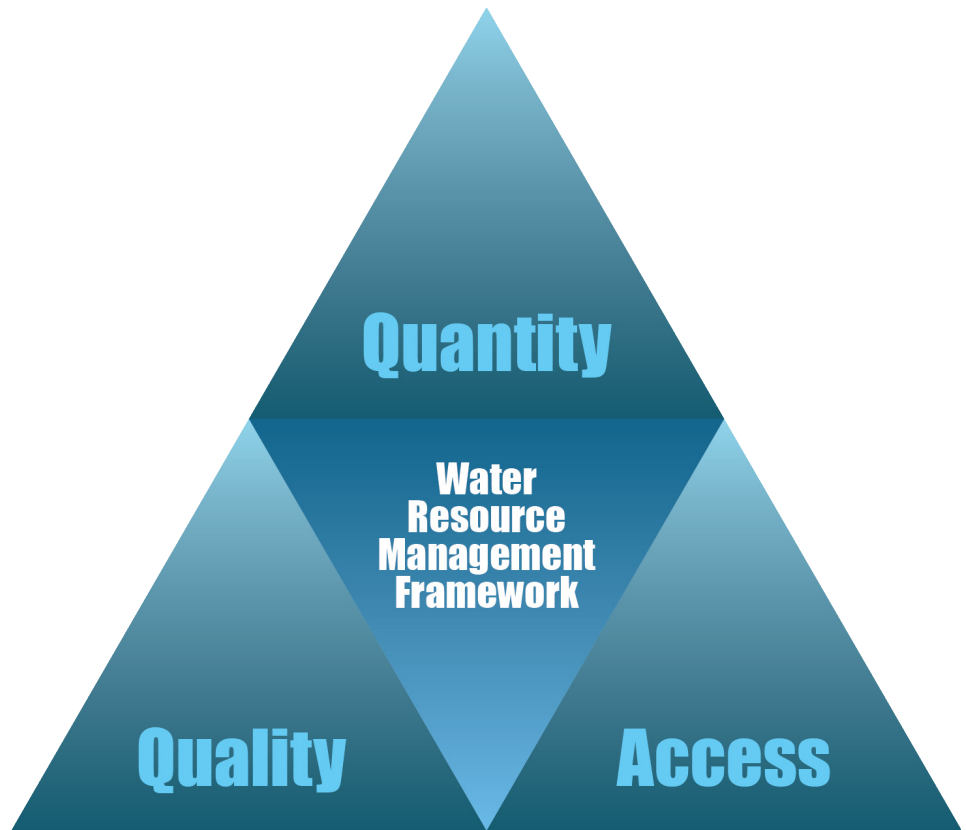 Quantity
Water
Resource
Management
Framework
Quality
Access